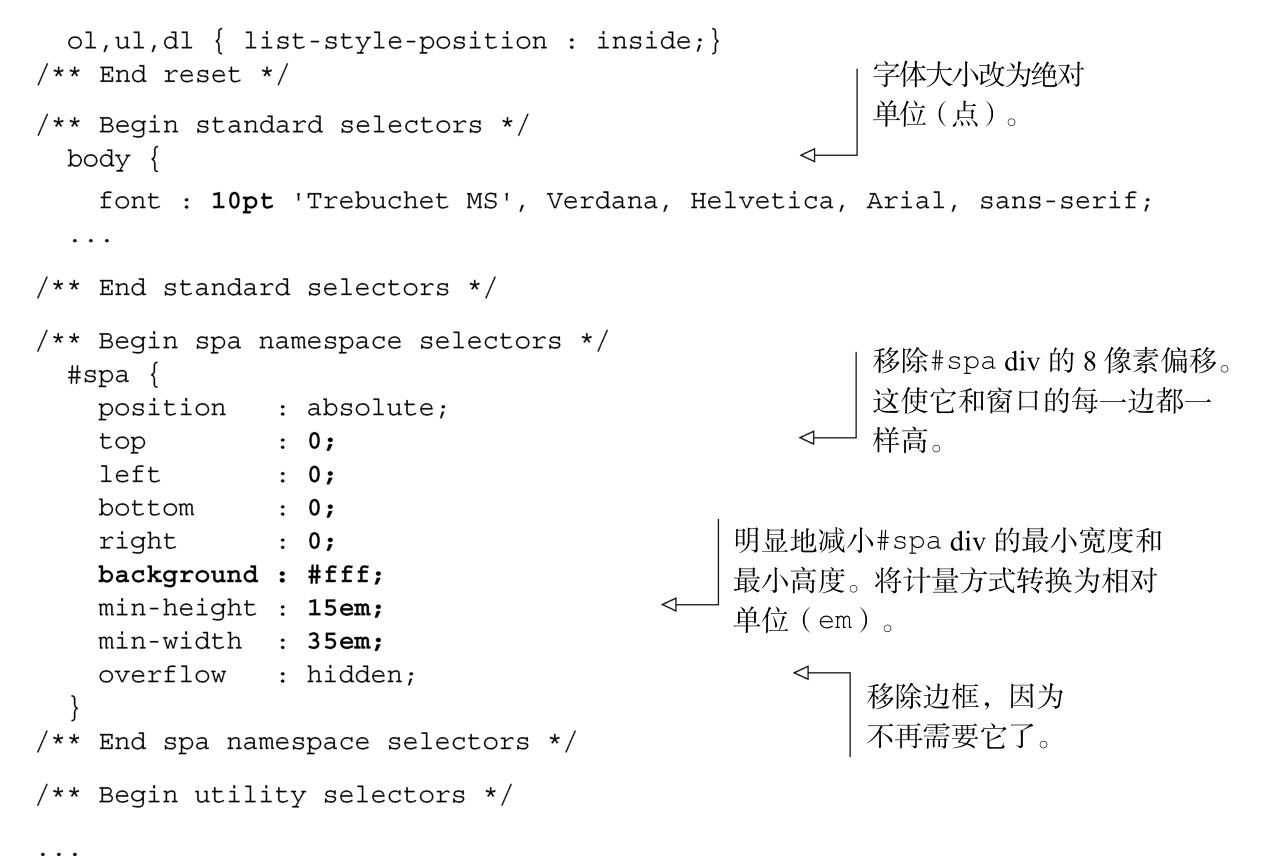 ol,ul,dl { list-style-position : inside;}
/** End reset */
字体大小改为绝对
单位（点）。
/** Begin standard selectors */
body {
font : 10pt 'Trebuchet MS', Verdana, Helvetica, Arial, sans-serif;
...
/** End standard selectors */
/** Begin spa namespace selectors */
#spa {
移除#spa div 的 8 像素偏移。
这使它和窗口的每一边都一
样高。
position : absolute;
top : 0;
left : 0;
bottom : 0;
right : 0;
background : #fff;
min-height : 15em;
min-width : 35em;
overflow : hidden;
}
明显地减小#spa div 的最小宽度和
最小高度。将计量方式转换为相对
单位（em）。
移除边框，因为
不再需要它了。
/** End spa namespace selectors */
/** Begin utility selectors */
...